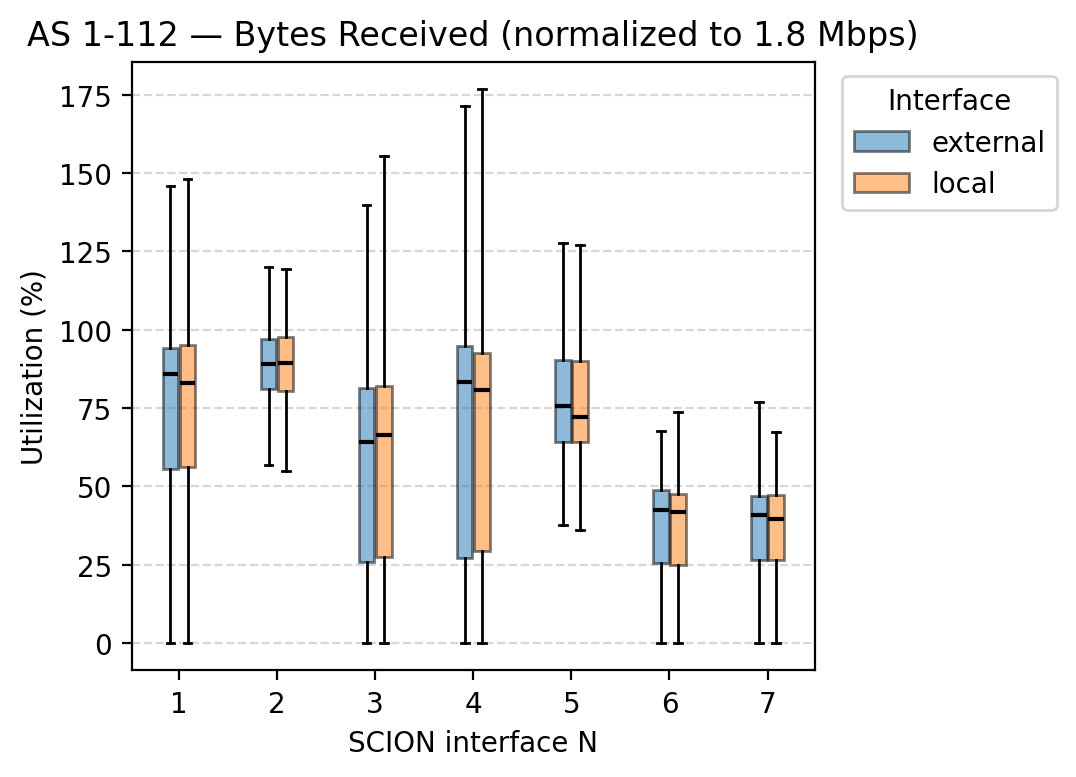 AS 1-112 — Bytes Received (normalized to 1.8 Mbps)
Interface
external
local
Utilization (%)
175
150
125
100
75
50
25
0
1 2 3 4 5 6 7
SCION interface N